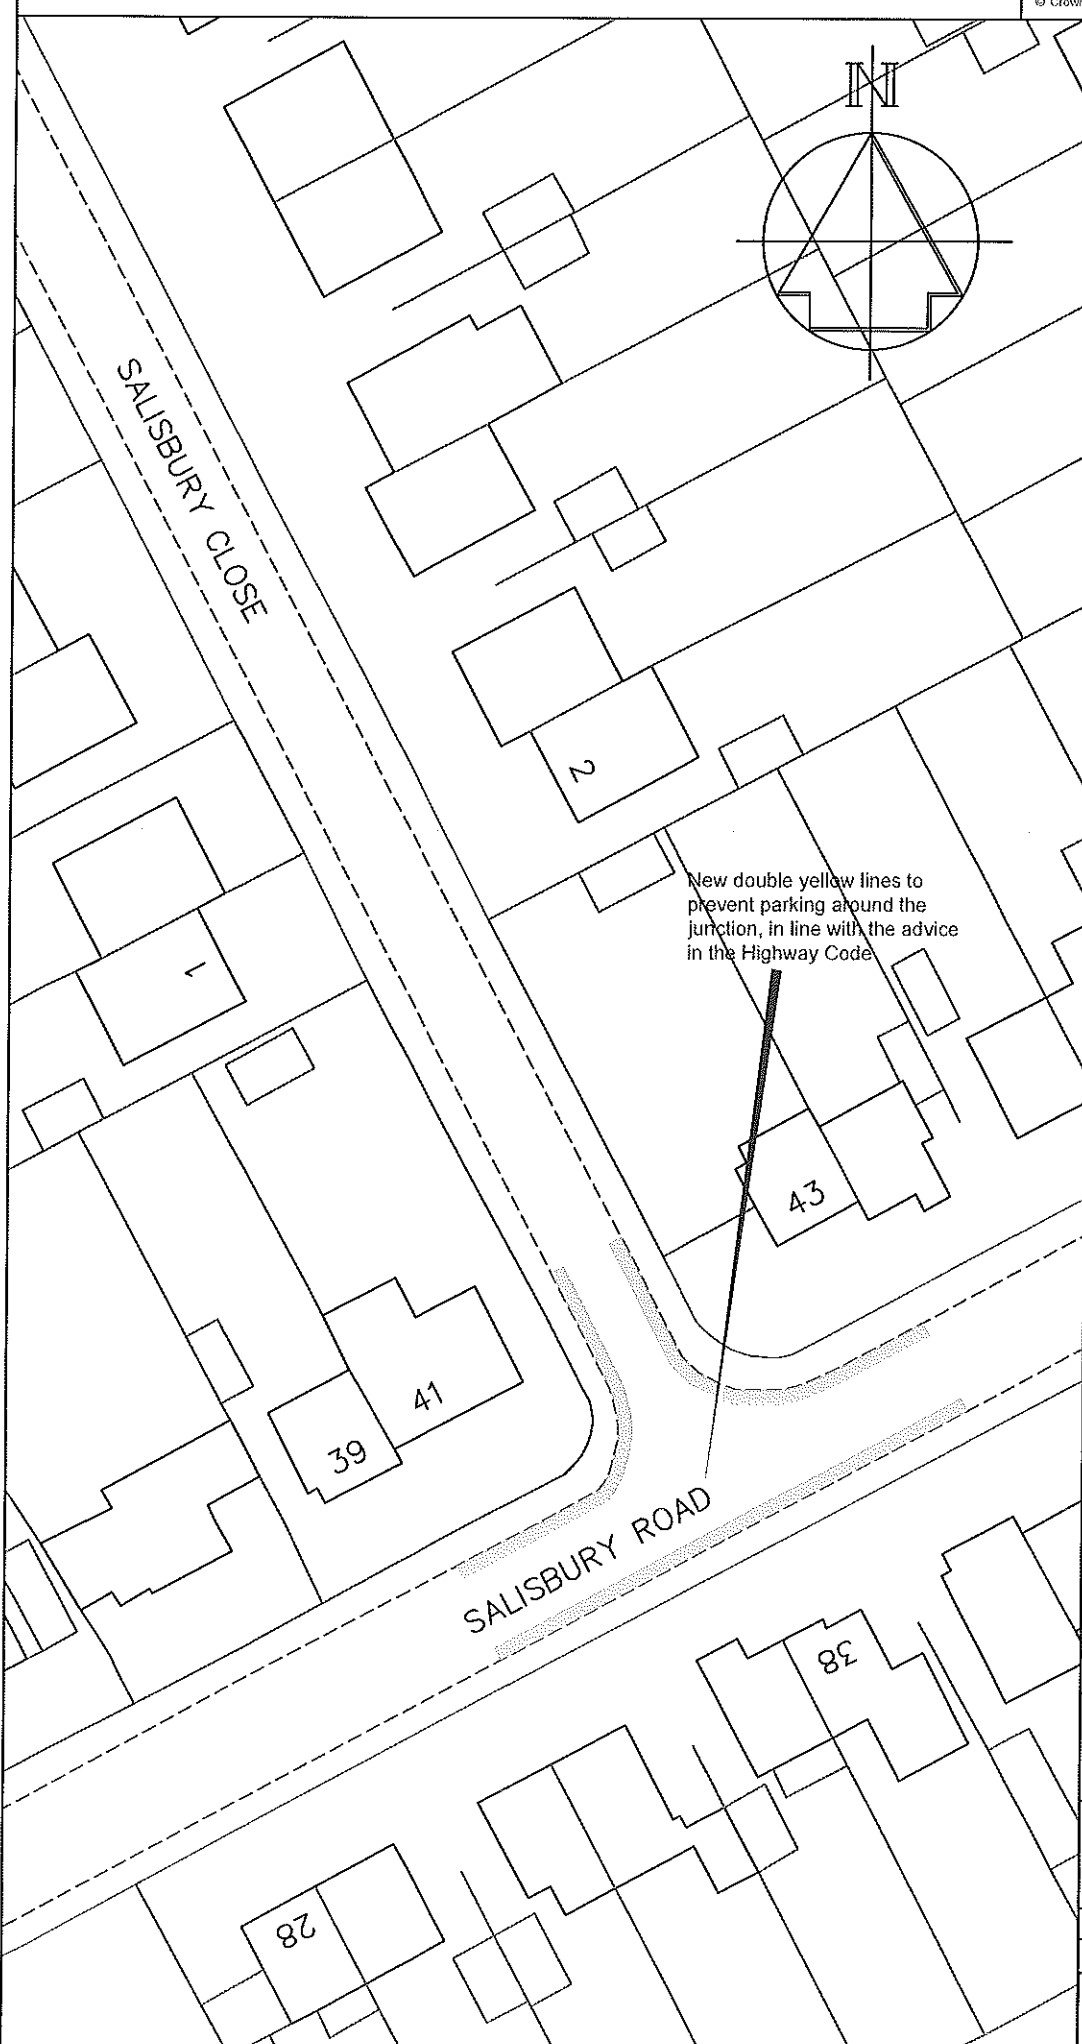 © Crown
N
SALISBURY CLOSE
2
New double yellow lines to
prevent parking around the
junction, in line with the advice
in the Highway Code
1
43
41
39
SALISBURY ROAD
38
28